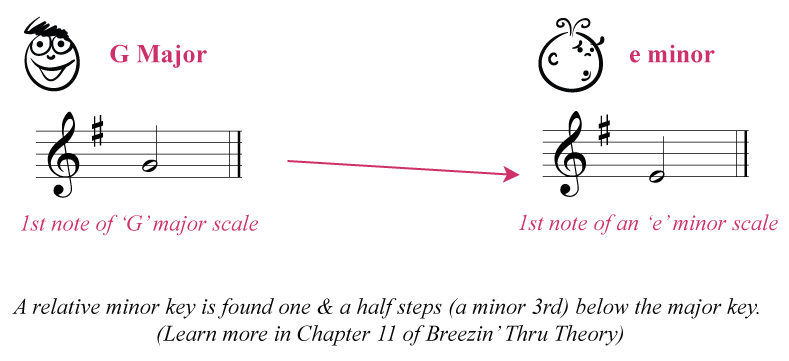 G Major
e minor
1st note of ‘G’ major scale
1st note of an ‘e’ minor scale
A relative minor key is found one & a half steps (a minor 3rd) below the major key.
(Learn more in Chapter 11 of Breezin’ Thru Theory)